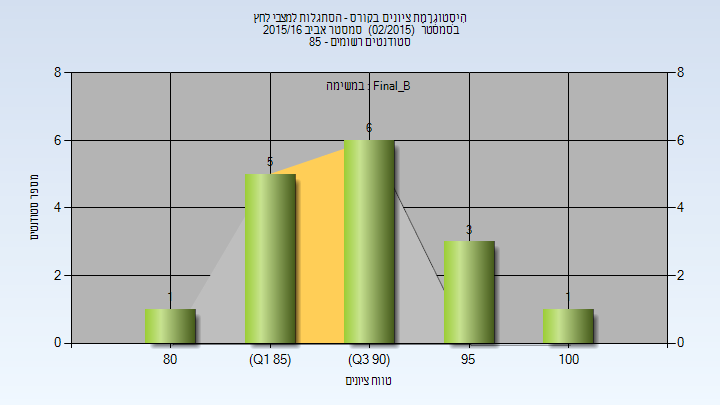 היסטוגרמת ציונים בקורס - הסתגלות למצבי לחץ
בסמסטר (02/2015) סמסטר אביב 2015/16
סטודנטים רשומים - 85
במשימה : Final_B
8
6
4
2
0
8
6
4
2
0
מספר סטודנטים
1
5
6
3
1
80
(Q1 85)
(Q3 90)
95
100
טווח ציונים